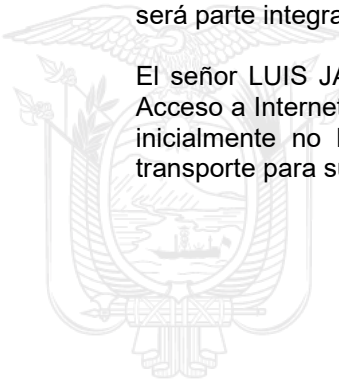 será parte integra
El señor LUIS JA
Acceso a Internet
inicialmente no
transporte para su